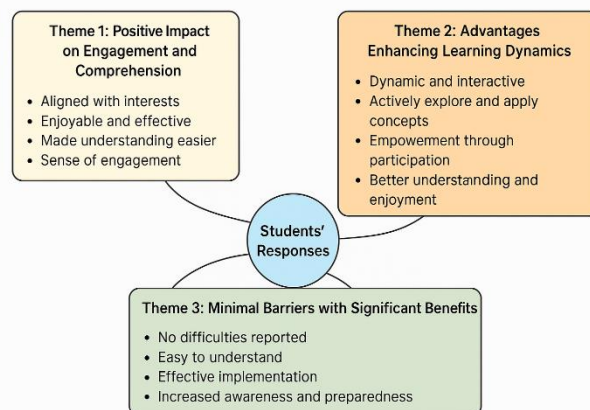 Theme 1: Positive Impact
on Engagement and
Comprehension
• Aligned with interests
• Enjoyable and effective
• Made understanding easier
• Sense of engagement
Theme 2: Advantages
Enhancing Learning Dynamics
• Dynamic and interactive
• Actively explore and apply
concepts
• Empowerment through
participation
• Better understanding and
enjoyment
Students'
Responses
Theme 3: Minimal Barriers with Significant Benefits
• No difficulties reported
• Easy to understand
• Effective implementation
• Increased awareness and preparedness